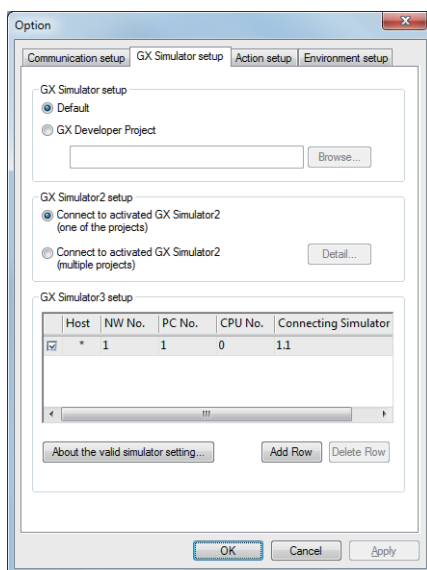 Option
x
Communication setup GX Simulator setup Action setup Environment setup
GX Simulator setup
Default
GX Developer Project
Browse...
GX Simulator2 setup
Connect to activated GX Simulator2
(one of the projects)
Connect to activated GX Simulator2
(multiple projects)
Detail...
GX Simulator3 setup
Host NW No. PC No. CPU No. Connecting Simulator
* 1 1 0 1.1
About the valid simulator setting... Add Row Delete Row
OK Cancel Apply